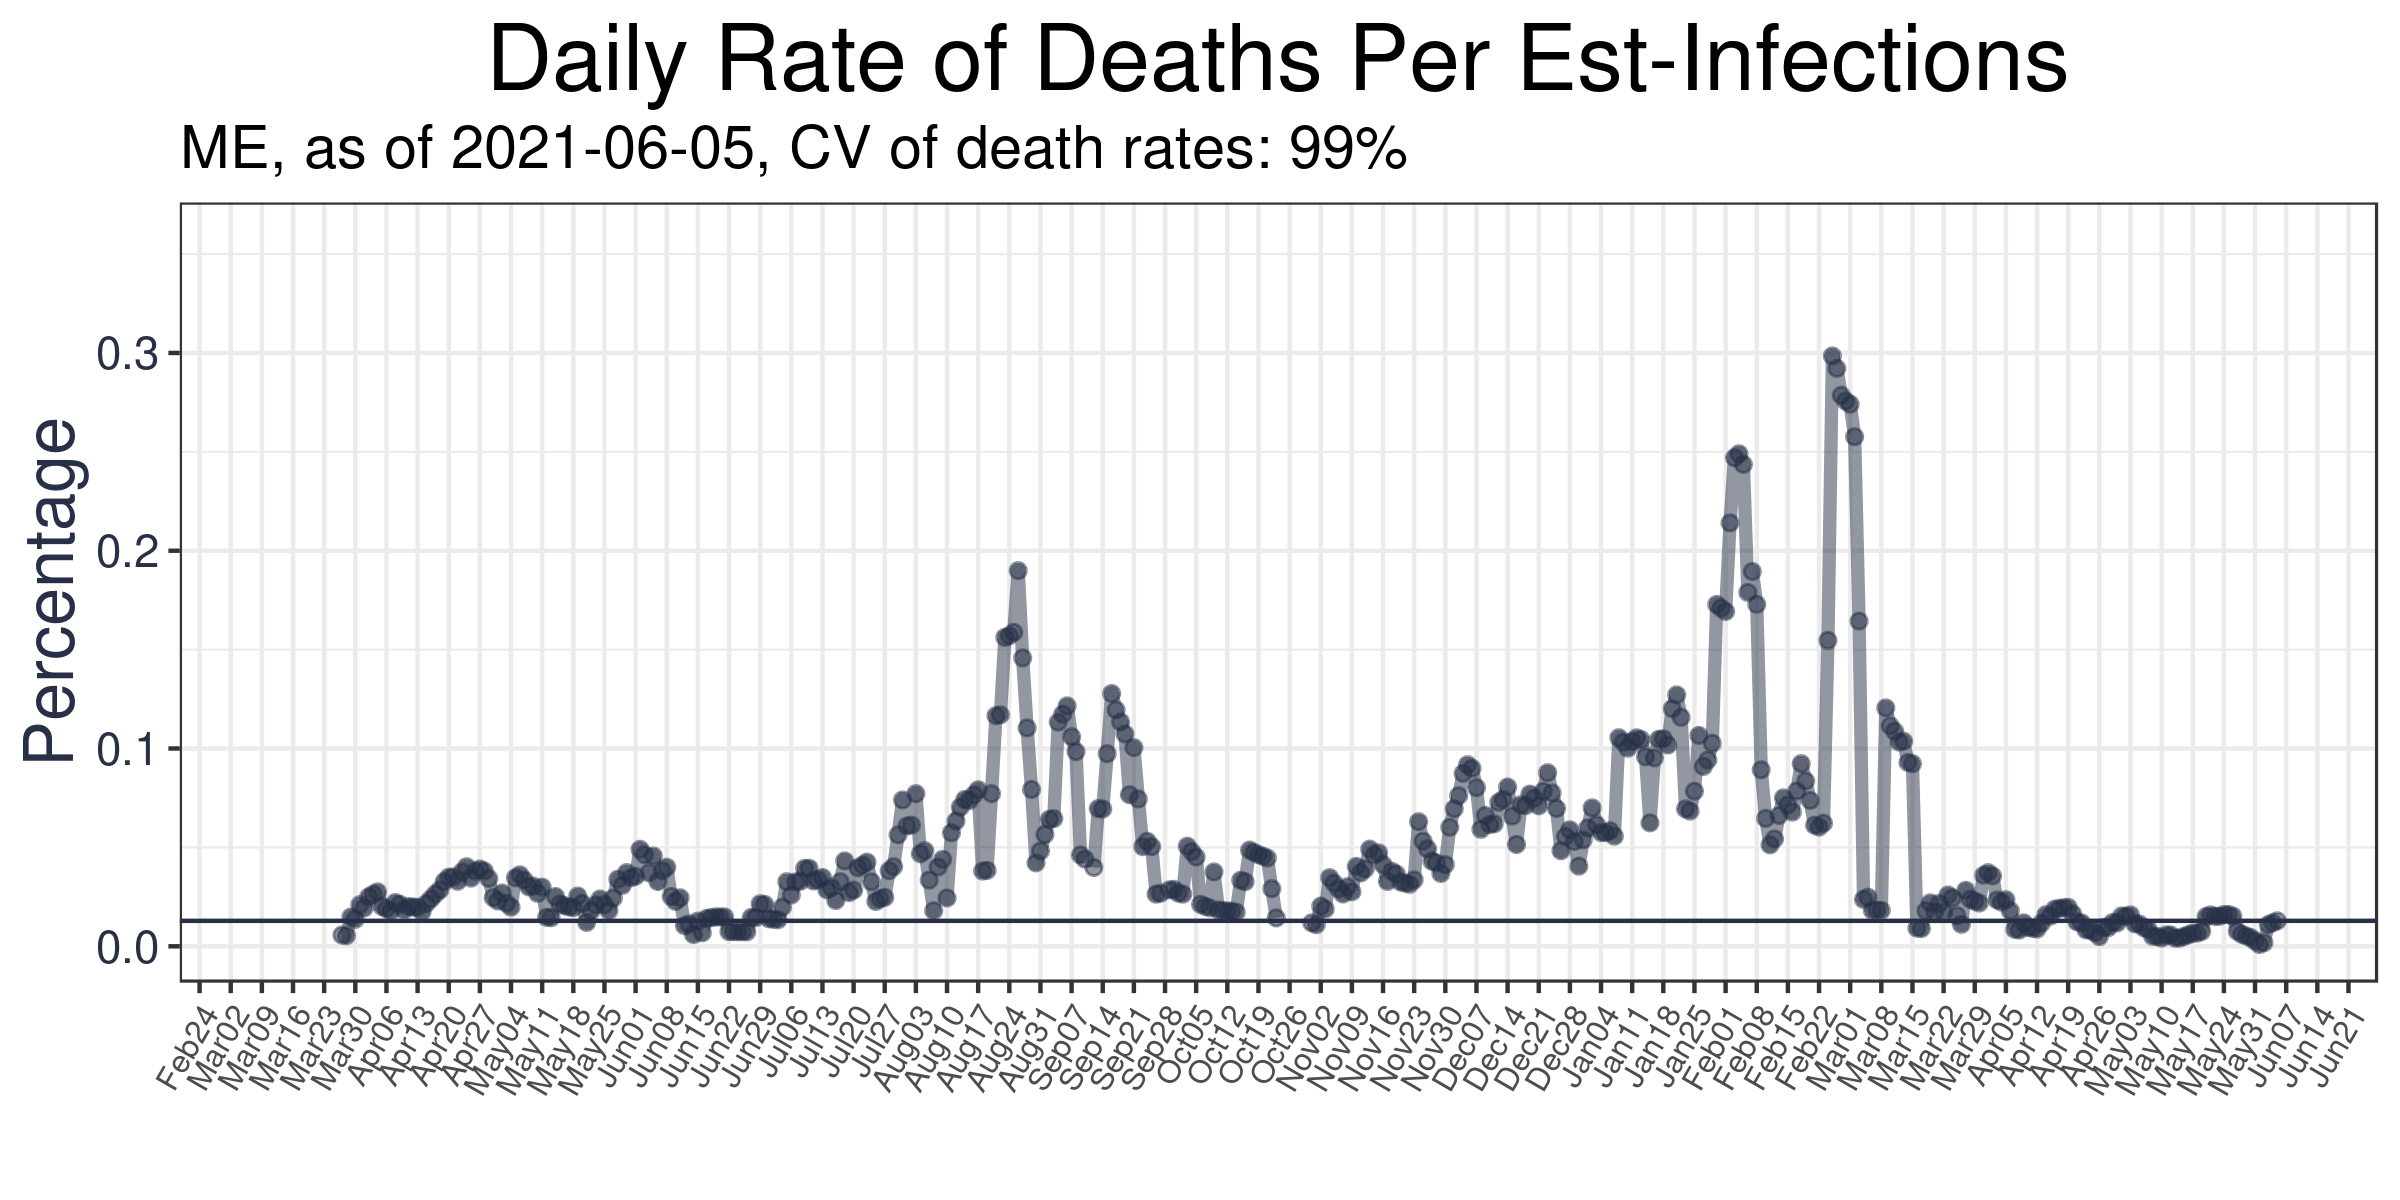 Daily Rate of Deaths Per Est-Infections
ME, as of 2021-06-05, CV of death rates: 99%
Percentage
0.3
0.2
0.1
0.0
Feb24 Mar02 Mar09 Mar16 Mar23 Mar30 Apr06 Apr13 Apr20 Apr27 May04 May11 May18 May25 Jun01 Jun08 Jun15 Jun22 Jun29 Jul06 Jul13 Jul20 Jul27 Aug03 Aug10 Aug17 Aug24 Aug31 Sep07 Sep14 Sep21 Sep28 Oct05 Oct12 Oct19 Oct26 Nov02 Nov09 Nov16 Nov23 Nov30 Dec07 Dec14 Dec21 Dec28 Jan04 Jan11 Jan18 Jan25 Feb01 Feb08 Feb15 Feb22 Mar01 Mar08 Mar15 Mar22 Mar29 Apr05 Apr12 Apr19 Apr26 May03 May10 May17 May24 May31 Jun07 Jun14 Jun21